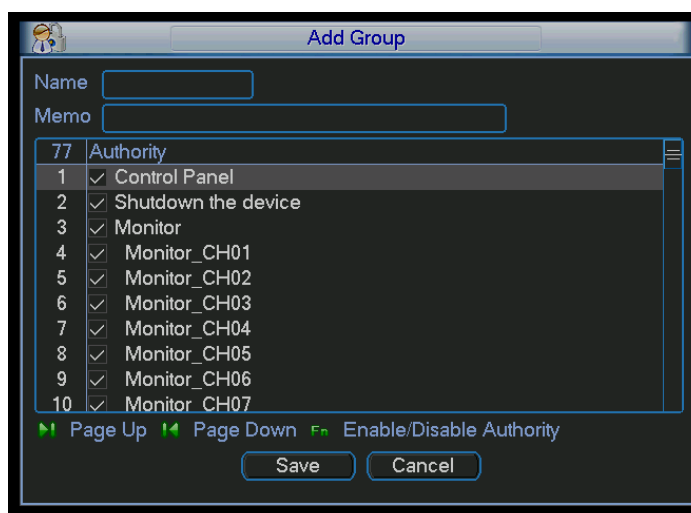 Add Group
Name
Memo
77 Authority
1 Control Panel
2 Shutdown the device
3 Monitor
4 Monitor_CH01
5 Monitor_CH02
6 Monitor_CH03
7 Monitor_CH04
8 Monitor_CH05
9 Monitor_CH06
10 Monitor_CH07
Page Up Page Down Fn Enable/Disable Authority
Save Cancel